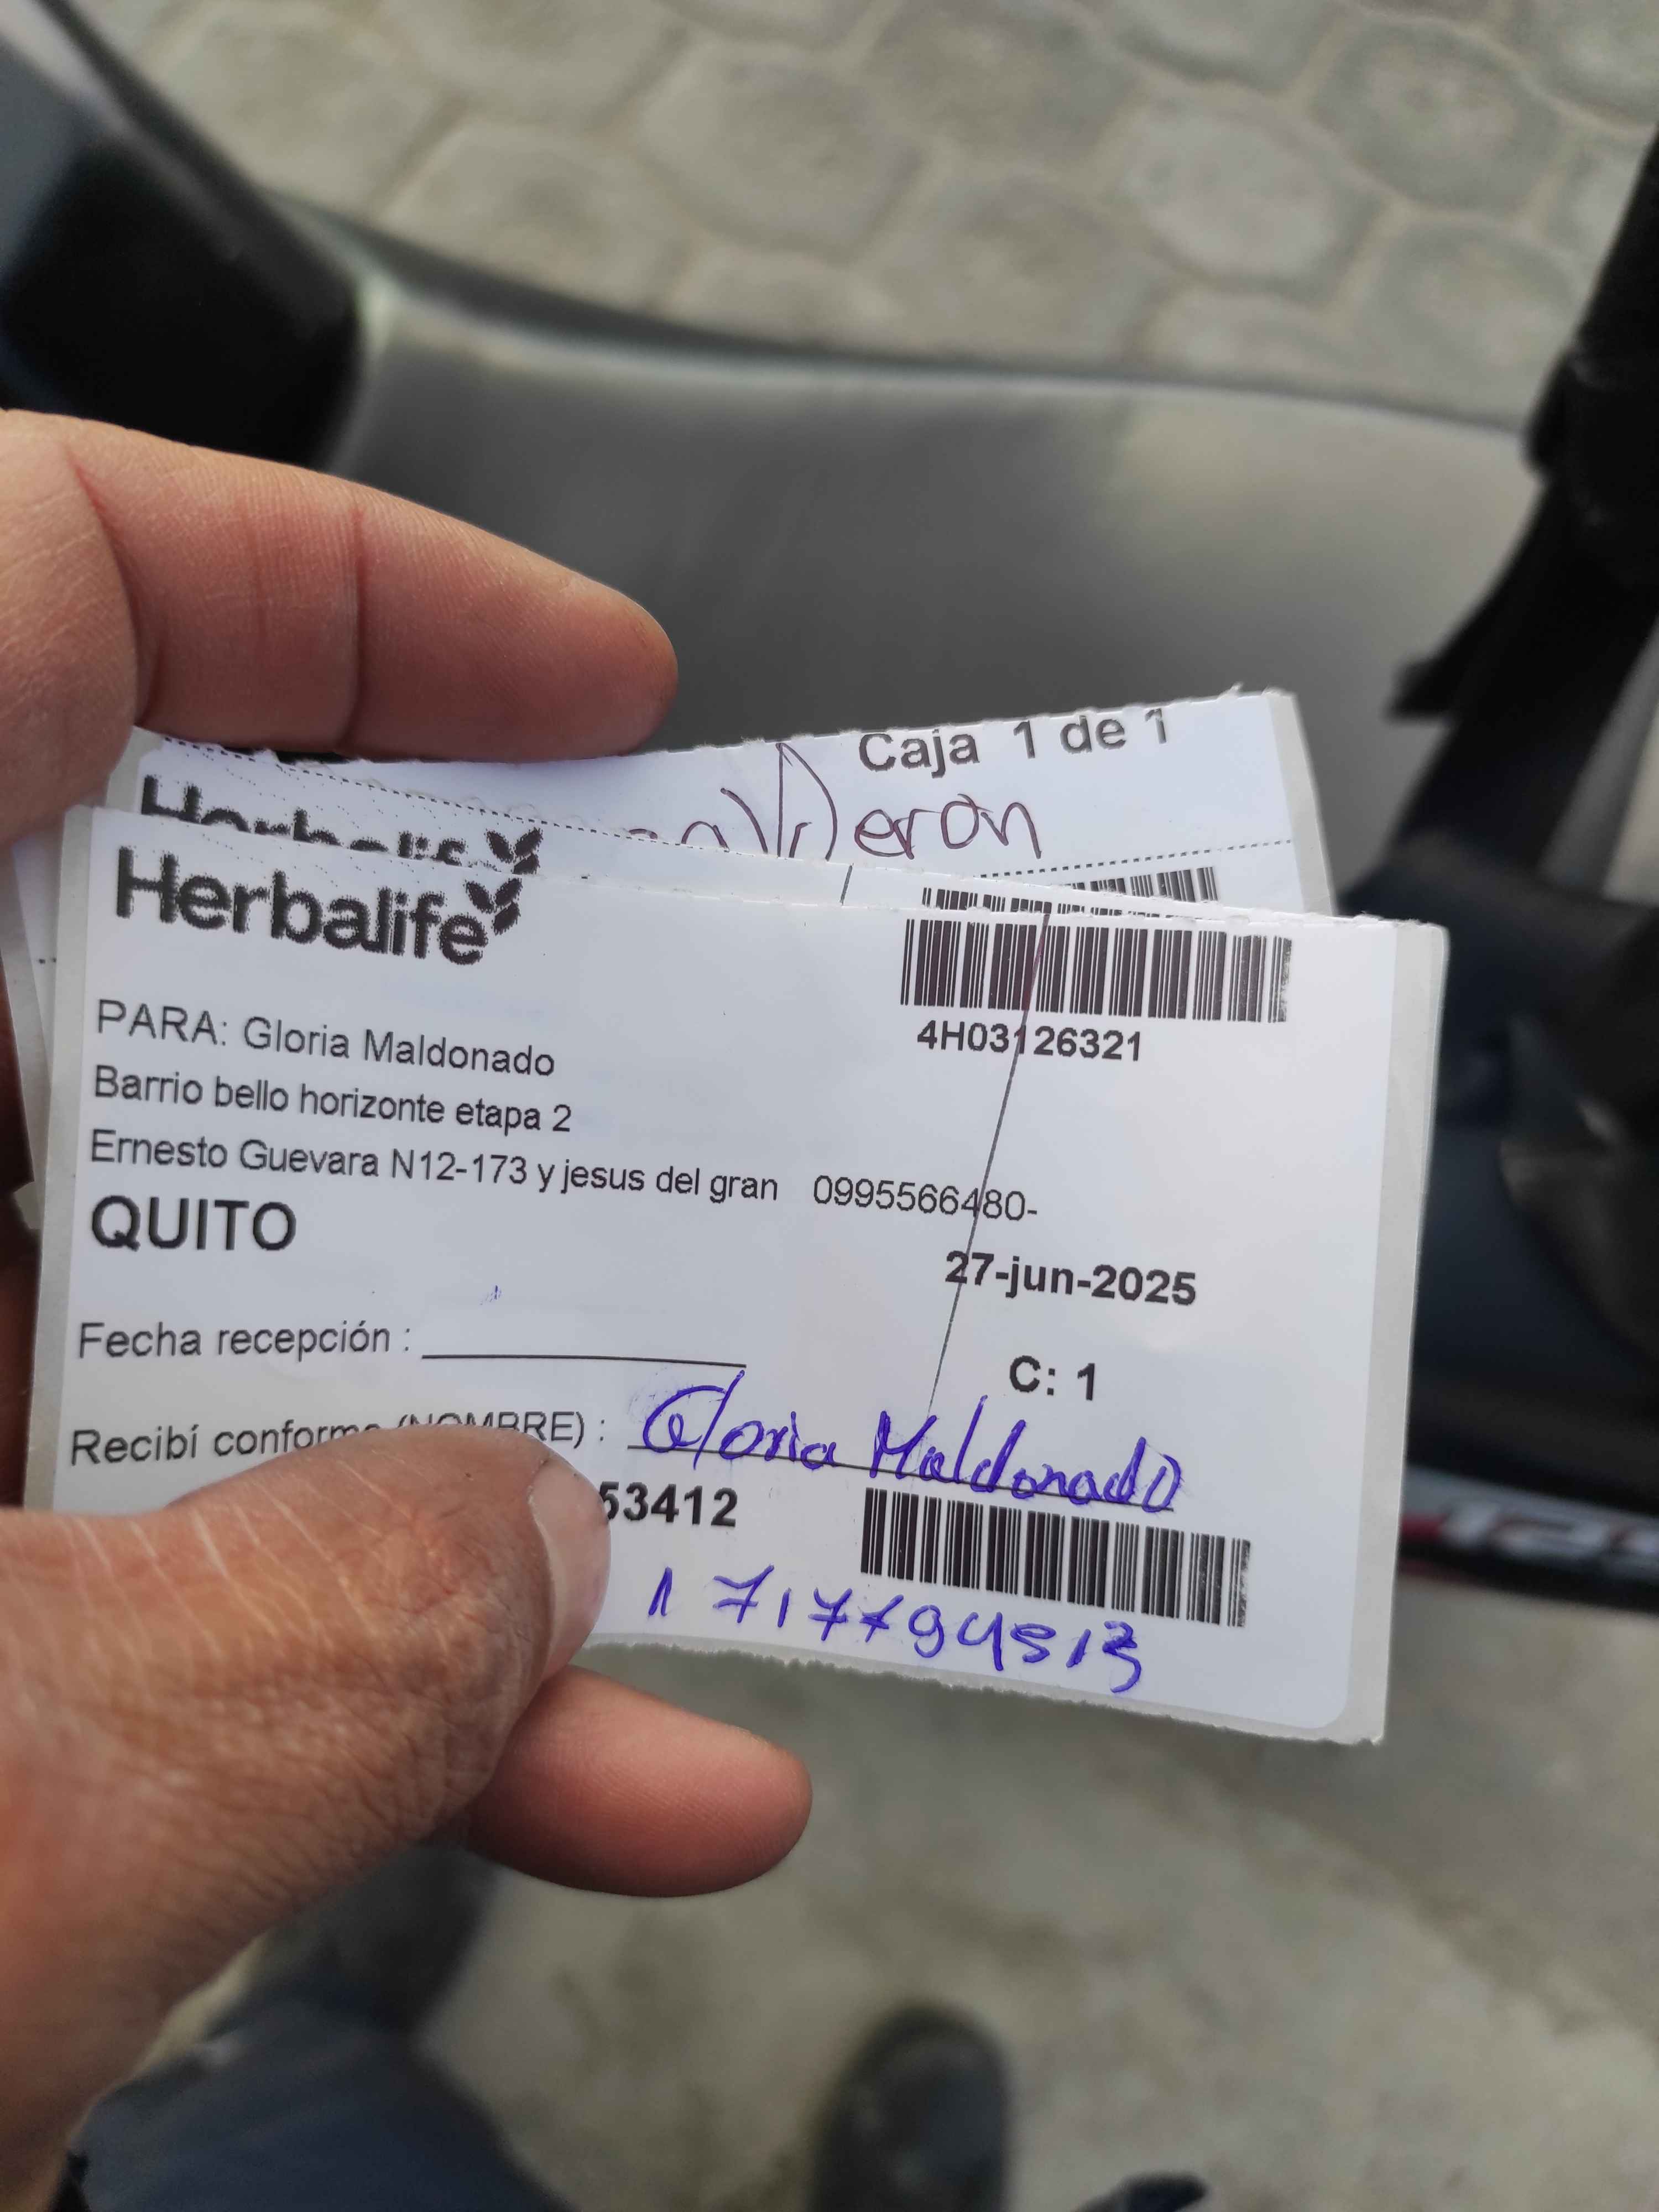 Caja 1 de 1
Herbalife
4H03126321
PARA: Gloria Maldonado
Barrio bello horizonte etapa 2
Ernesto Guevara N12-173 y jesus del gran 0995566480-
QUITO
27-jun-2025
Fecha recepción :
C: 1
Recibí conforme (NOMBRE) : Gloria Maldonado
53412
1717794513